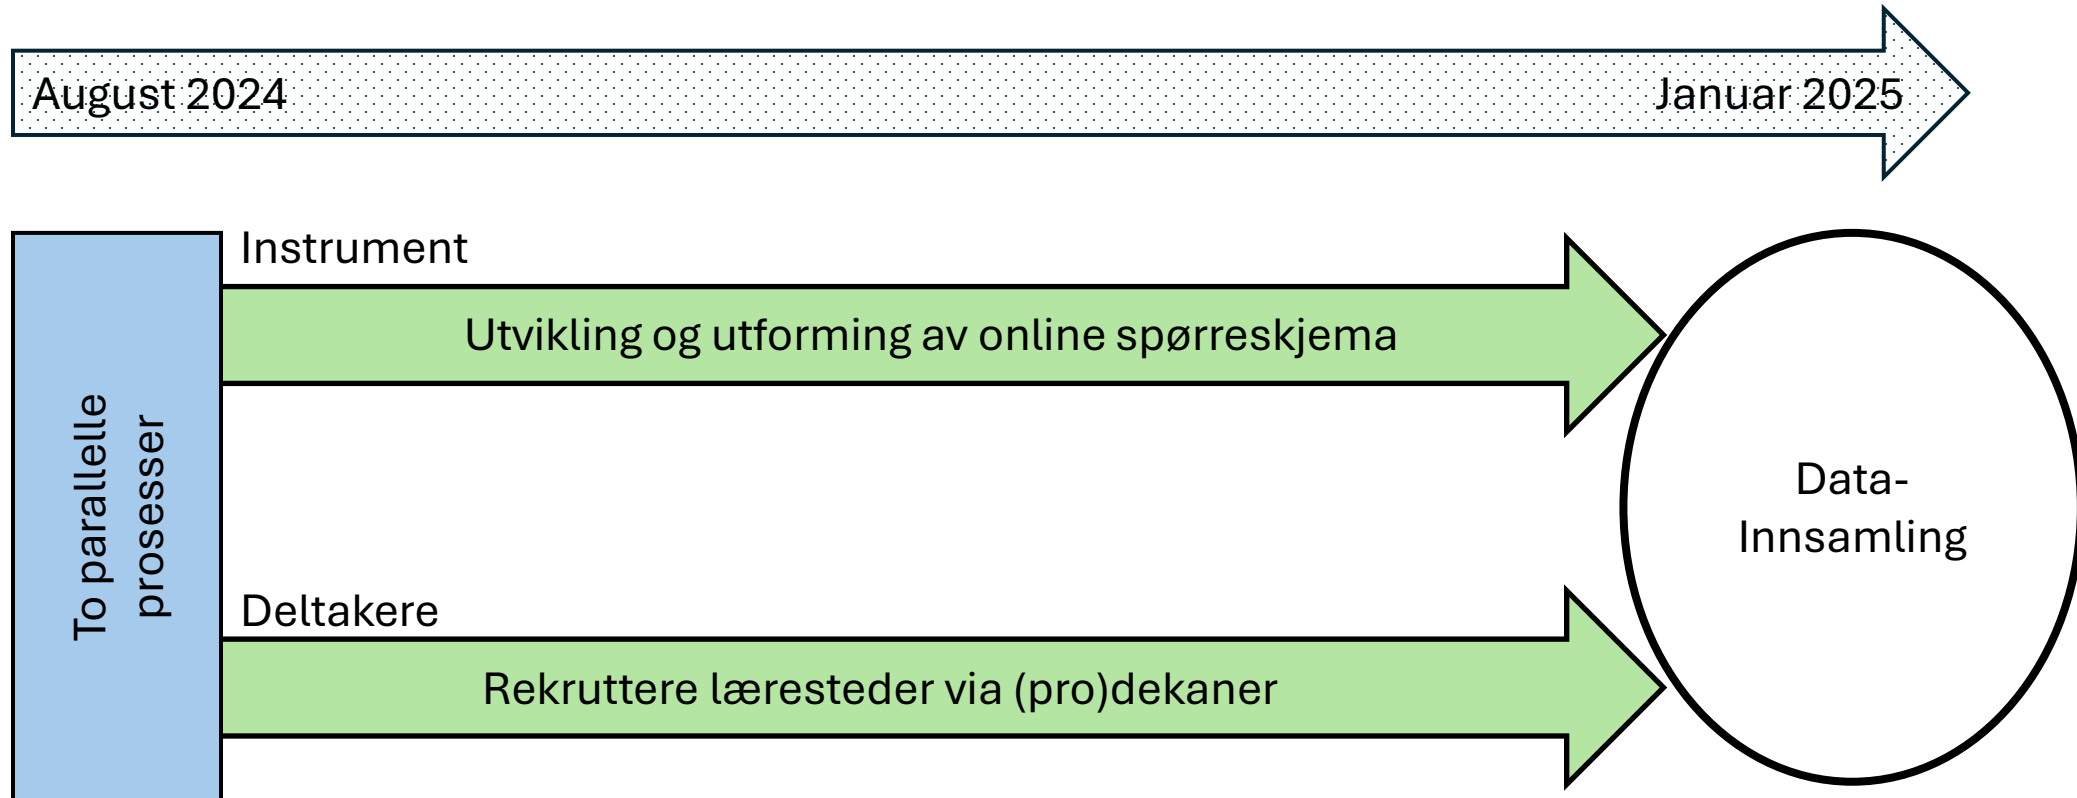 August 2024
Januar 2025
To parallelle
prosesser
Instrument
Utvikling og utforming av online spørreskjema
Deltakere
Rekruttere læresteder via (pro)dekaner
Data-
Innsamling